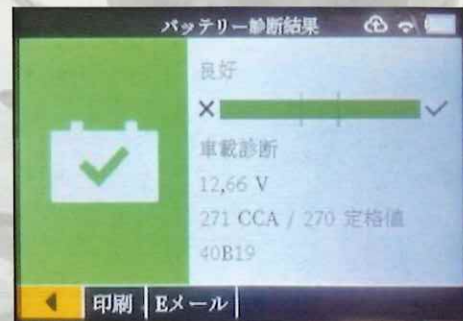 バッテリー診断結果
良好
車載診断
12,66 V
271 CCA / 270 定格値
40B19
印刷 Eメール